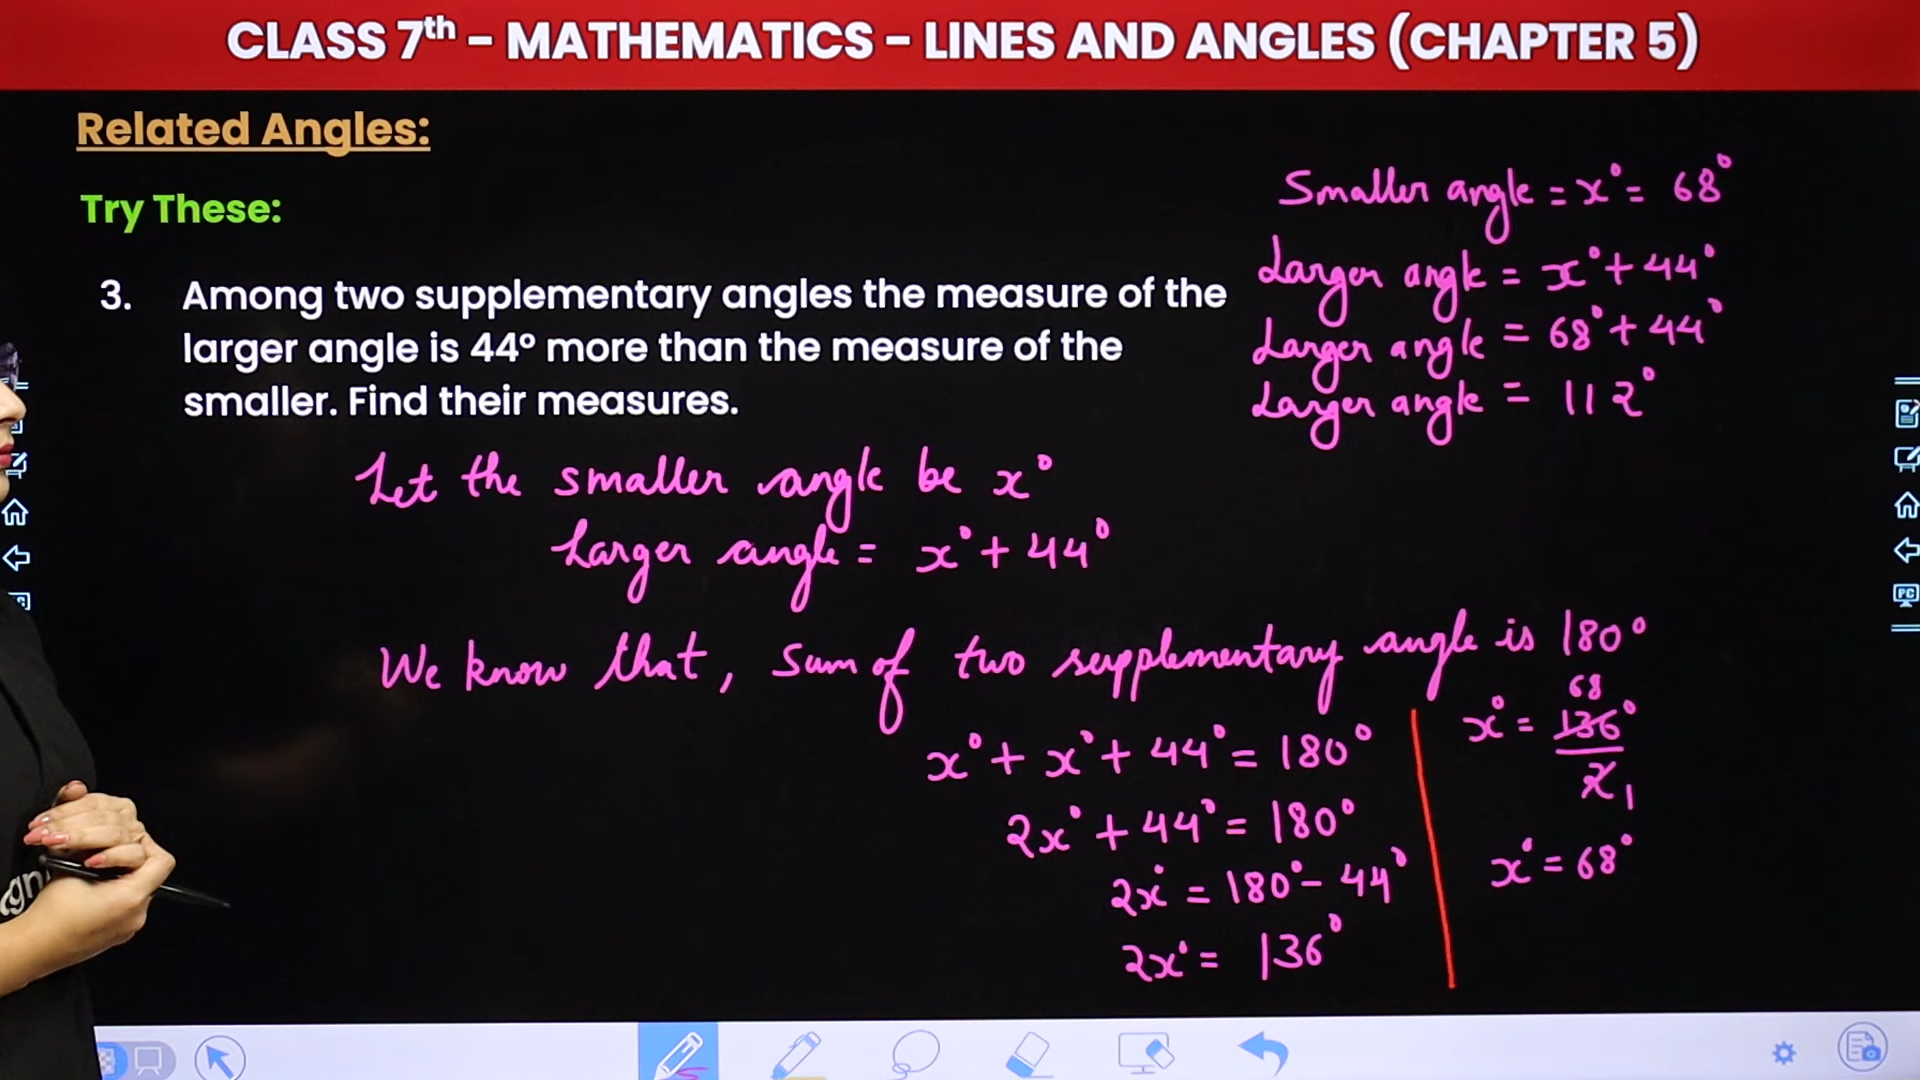 CLASS 7th - MATHEMATICS - LINES AND ANGLES (CHAPTER 5)
Related Angles:
Try These:
3. Among two supplementary angles the measure of the
larger angle is 44° more than the measure of the
smaller. Find their measures.
Smaller angle = x° = 68°
Larger angle = x° + 44°
Larger angle = 68° + 44°
Larger angle = 112°
Let the smaller angle be x°
Larger angle = x° + 44°
We know that, sum of two supplementary angle is 180°
x° + x° + 44° = 180°
2x° + 44° = 180°
2x° = 180° - 44°
2x° = 136°
68
x° = 136°
2 1
x° = 68°
PC